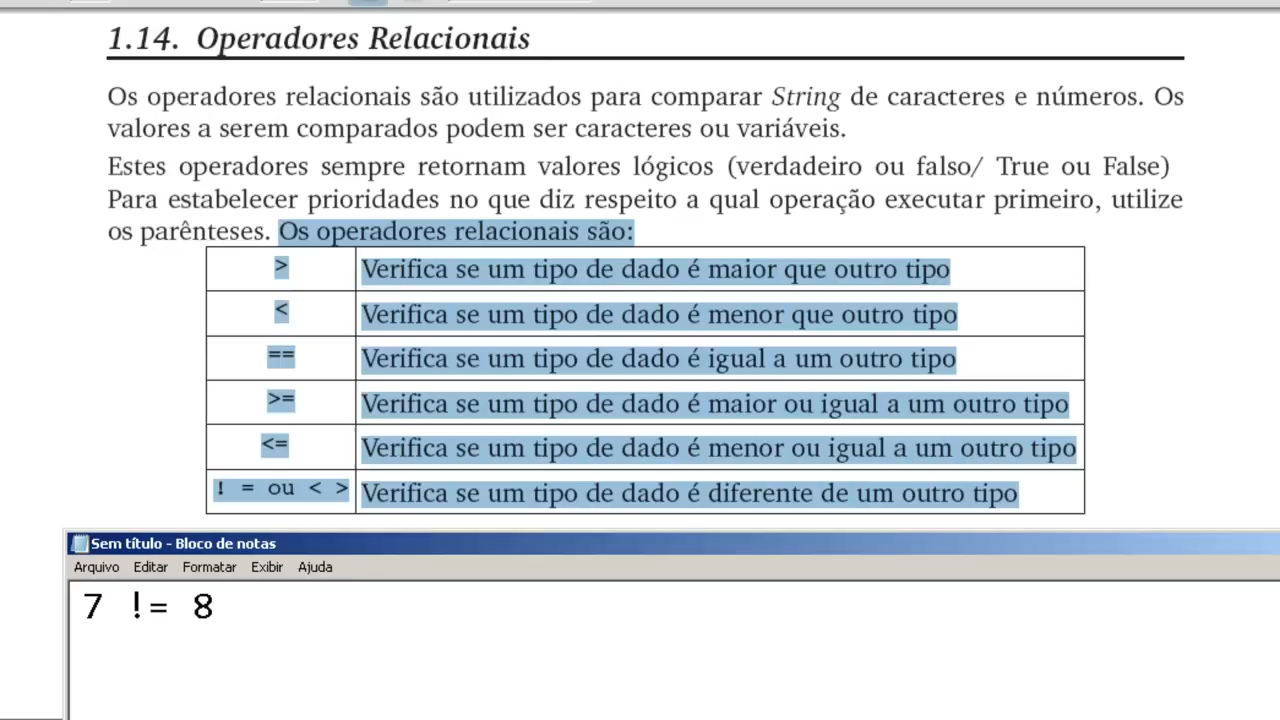 1.14. Operadores Relacionais
Os operadores relacionais são utilizados para comparar String de caracteres e números. Os
valores a serem comparados podem ser caracteres ou variáveis.
Estes operadores sempre retornam valores lógicos (verdadeiro ou falso/ True ou False)
Para estabelecer prioridades no que diz respeito a qual operação executar primeiro, utilize
os parênteses. Os operadores relacionais são:
> Verifica se um tipo de dado é maior que outro tipo
< Verifica se um tipo de dado é menor que outro tipo
== Verifica se um tipo de dado é igual a um outro tipo
>= Verifica se um tipo de dado é maior ou igual a um outro tipo
<= Verifica se um tipo de dado é menor ou igual a um outro tipo
! = ou < > Verifica se um tipo de dado é diferente de um outro tipo
Sem título - Bloco de notas
Arquivo Editar Formatar Exibir Ajuda
7 != 8